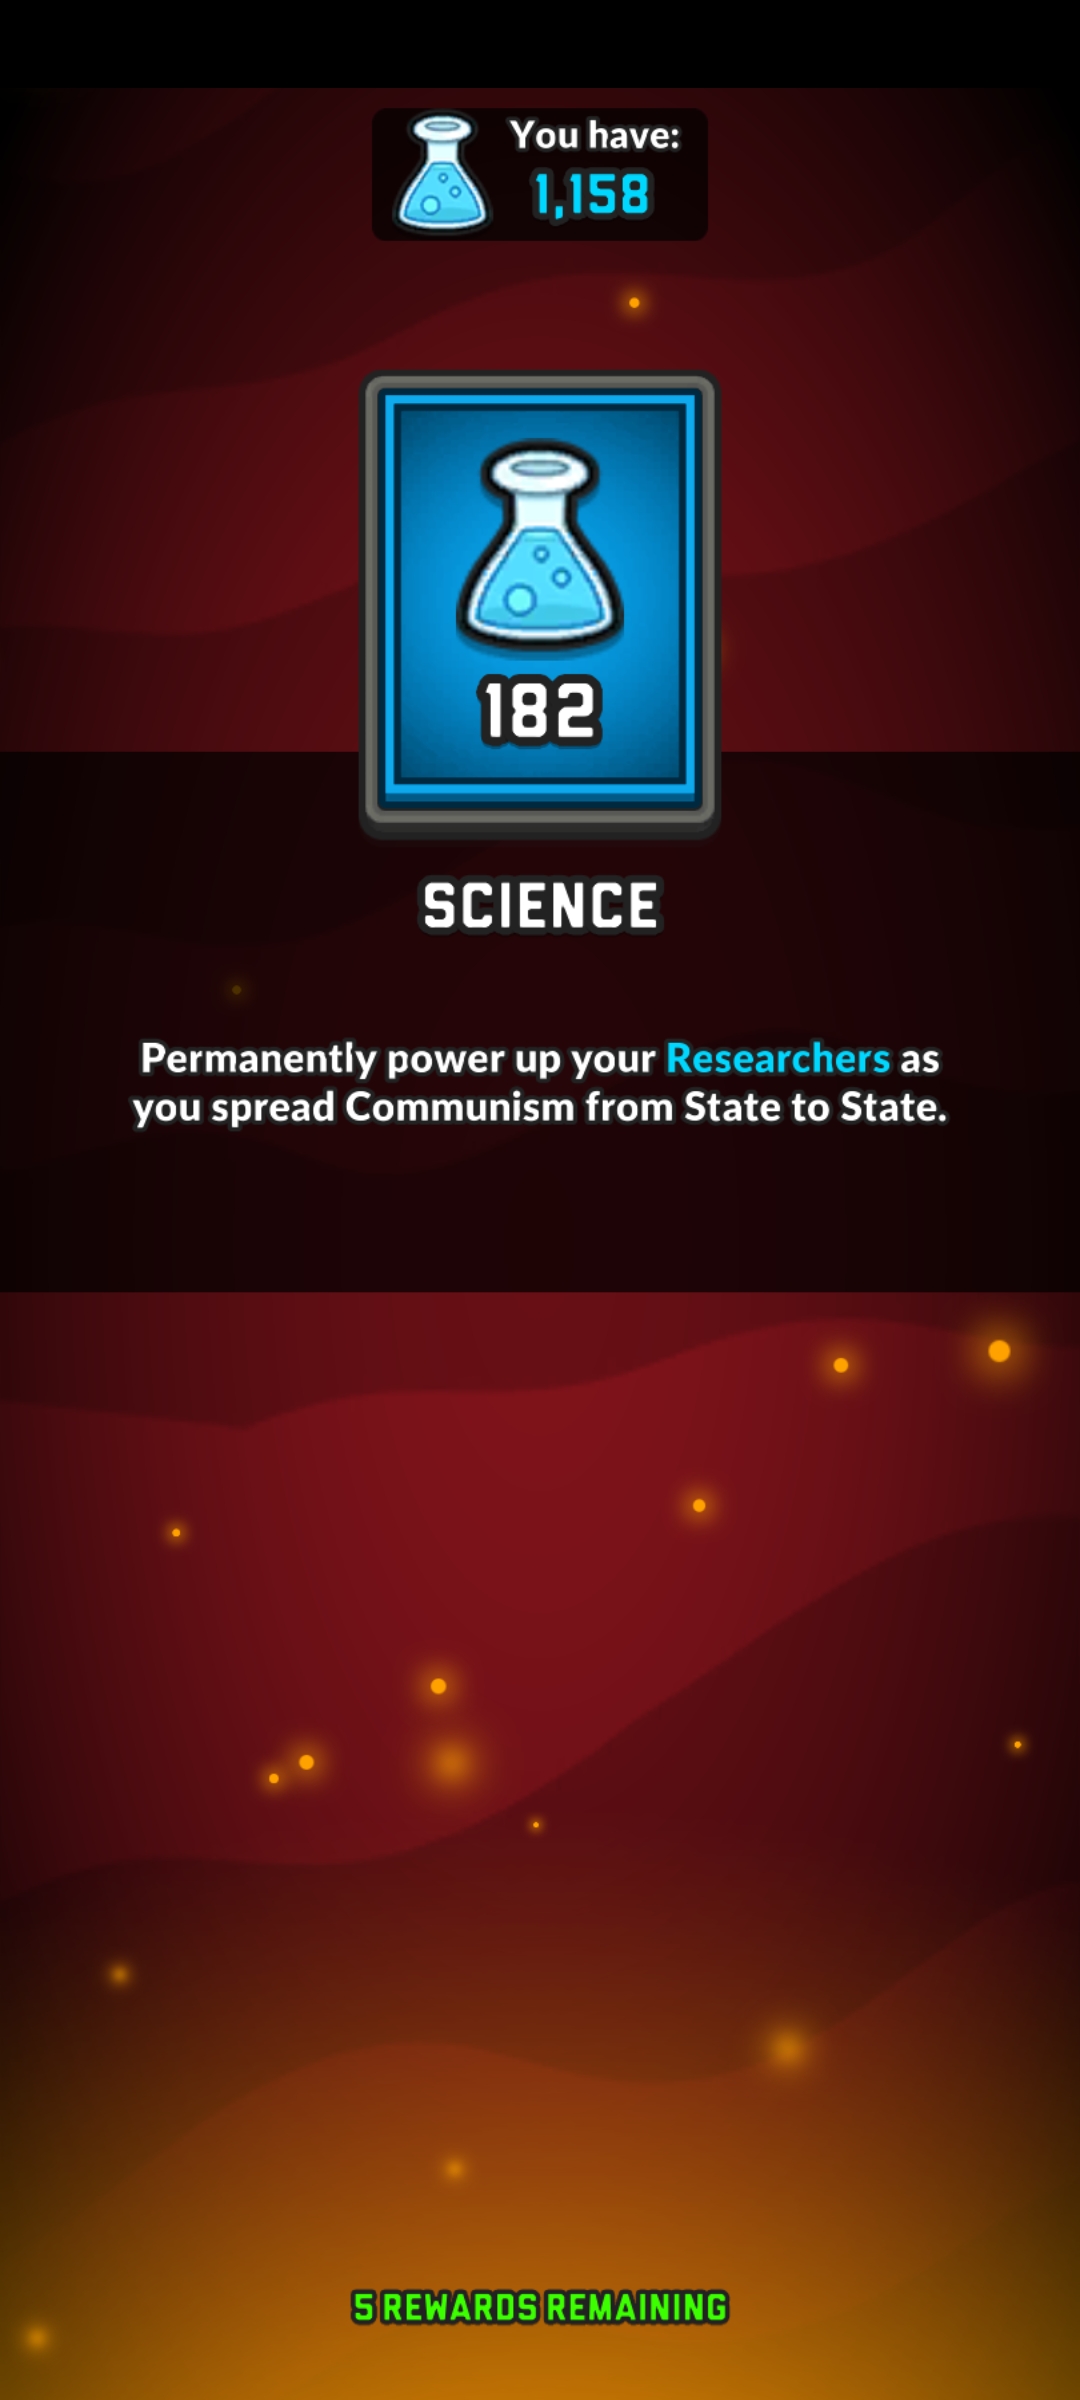 You have:
1,158
182
SCIENCE
Permanently power up your Researchers as
you spread Communism from State to State.
5 REWARDS REMAINING